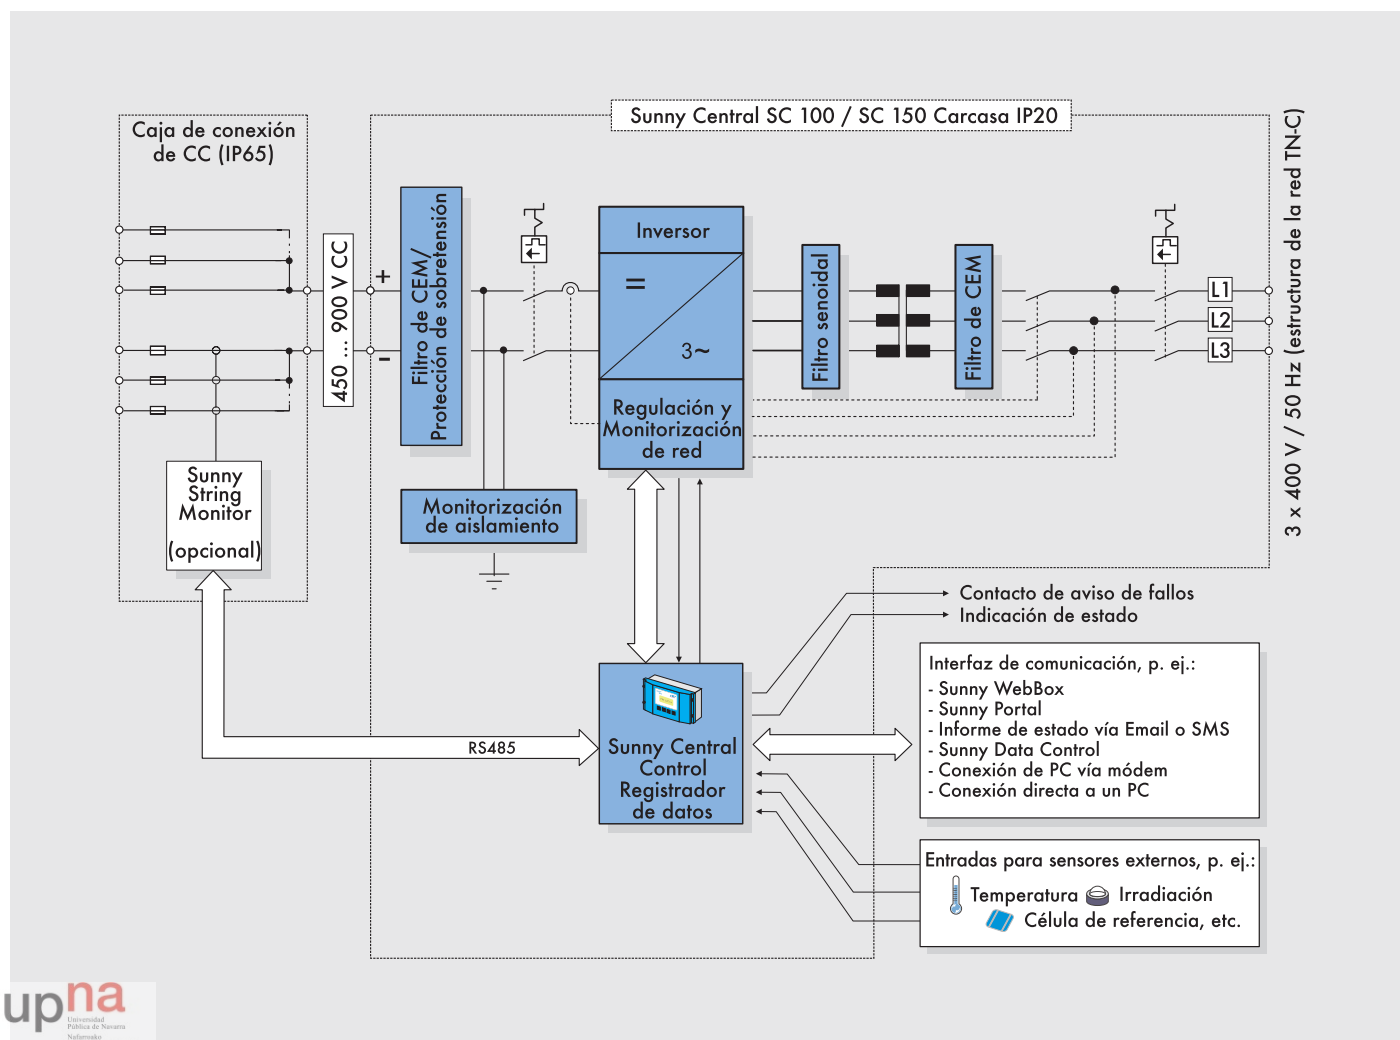 Sunny Central SC 100 / SC 150 Carcasa IP20
Caja de conexión
de CC (IP65)
450 ... 900 V CC
+
-
Filtro de CEM/
Protección de sobretensión
Inversor
=
3~
Regulación y
Monitorización
de red
Filtro senoidal
Filtro de CEM
L1
L2
L3
3 x 400 V / 50 Hz (estructura de la red TN-C)
Sunny
String
Monitor
(opcional)
Monitorización
de aislamiento
Contacto de aviso de fallos
Indicación de estado
Interfaz de comunicación, p. ej.:
- Sunny WebBox
- Sunny Portal
- Informe de estado vía Email o SMS
- Sunny Data Control
- Conexión de PC vía módem
- Conexión directa a un PC
RS485
Sunny Central
Control
Registrador
de datos
Entradas para sensores externos, p. ej.:
Temperatura
Irradiación
Célula de referencia, etc.
upna
Universidad
Pública de Navarra
Nafarroako